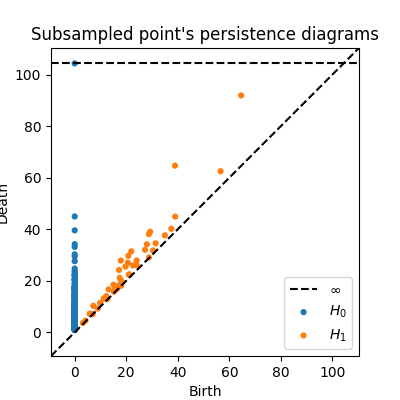 Subsampled point's persistence diagrams
100
80
60
40
20
0
Death
0 20 40 60 80 100
Birth
∞
H₀
H₁